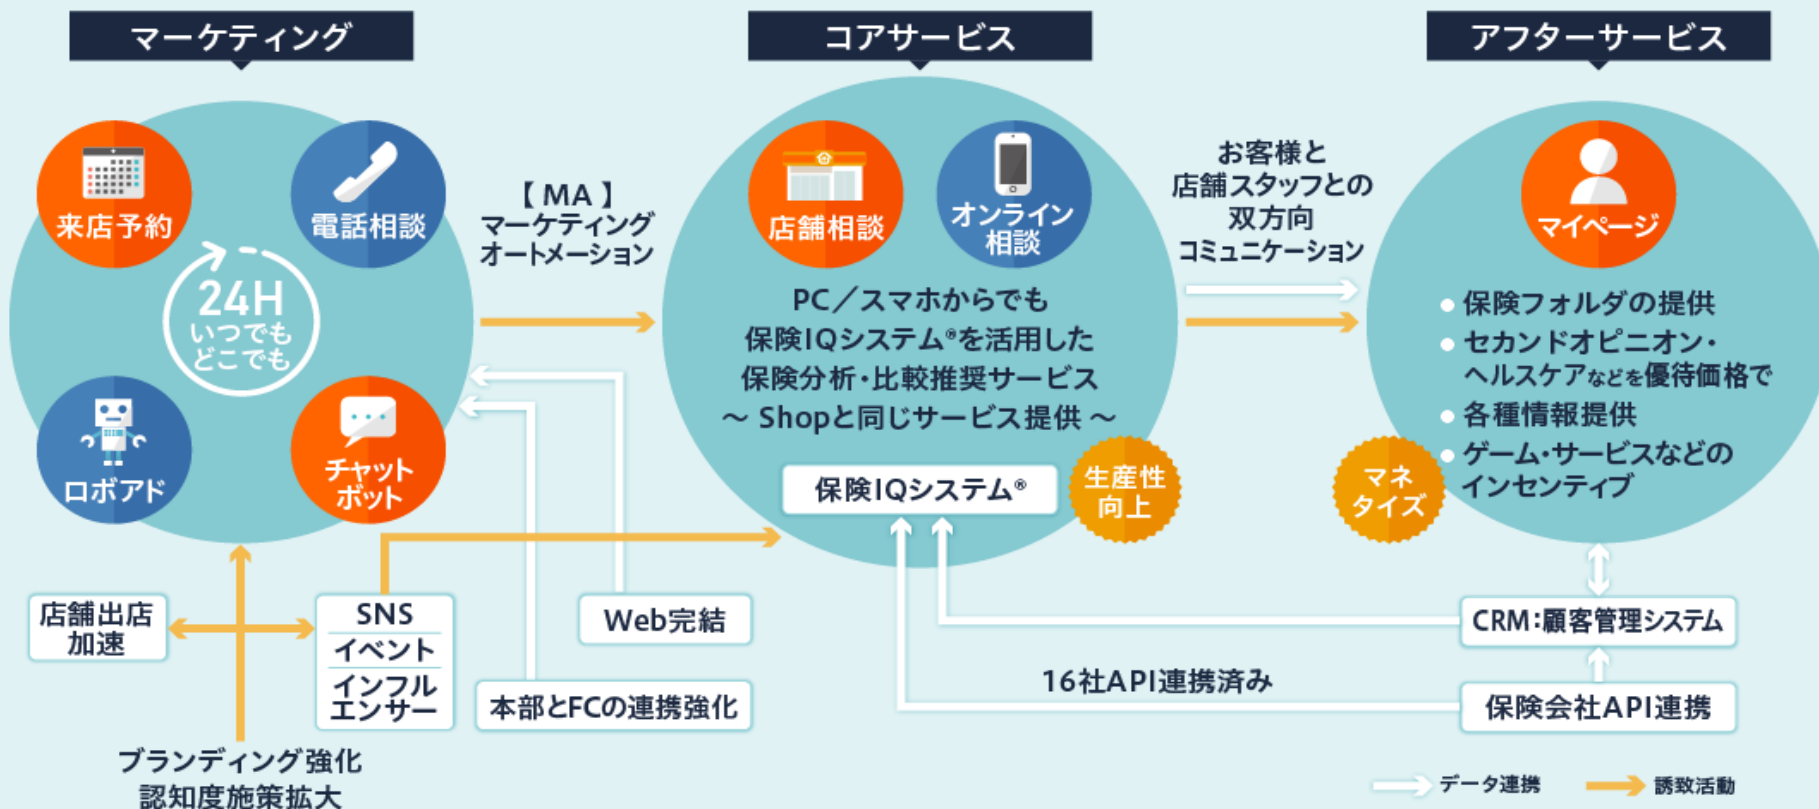 マーケティング
来店予約
電話相談
24H
いつでも
どこでも
ロボアド
チャット
ボット
【 MA 】
マーケティング
オートメーション
コアサービス
店舗相談
オンライン
相談
PC／スマホからでも
保険IQシステム®を活用した
保険分析・比較推奨サービス
～ Shopと同じサービス提供 ～
保険IQシステム®
生産性
向上
お客様と
店舗スタッフとの
双方向
コミュニケーション
アフターサービス
マイページ
● 保険フォルダの提供
● セカンドオピニオン・
ヘルスケアなどを優待価格で
● 各種情報提供
● ゲーム・サービスなどの
インセンティブ
マネ
タイズ
店舗出店
加速
SNS
イベント
インフル
エンサー
Web完結
本部とFCの連携強化
ブランディング強化
認知度施策拡大
CRM：顧客管理システム
16社API連携済み
保険会社API連携
データ連携
誘致活動